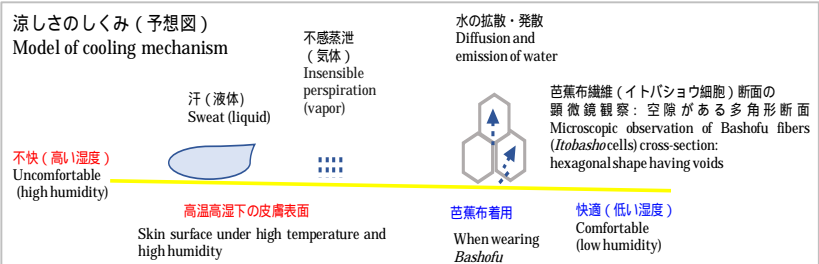 涼しさのしくみ（予想図）
Model of cooling mechanism
不感蒸泄
（気体）
Insensible
perspiration
(vapor)
水の拡散・発散
Diffusion and
emission of water
汗（液体）
Sweat (liquid)
芭蕉布繊維（イトバショウ細胞）断面の
顕微鏡観察：空隙がある多角形断面
Microscopic observation of Bashofu fibers
(Itobasho cells) cross-section:
hexagonal shape having voids
不快（高い湿度）
Uncomfortable
(high humidity)
高温高湿下の皮膚表面
Skin surface under high temperature and
high humidity
芭蕉布着用
When wearing
Bashofu
快適（低い湿度）
Comfortable
(low humidity)